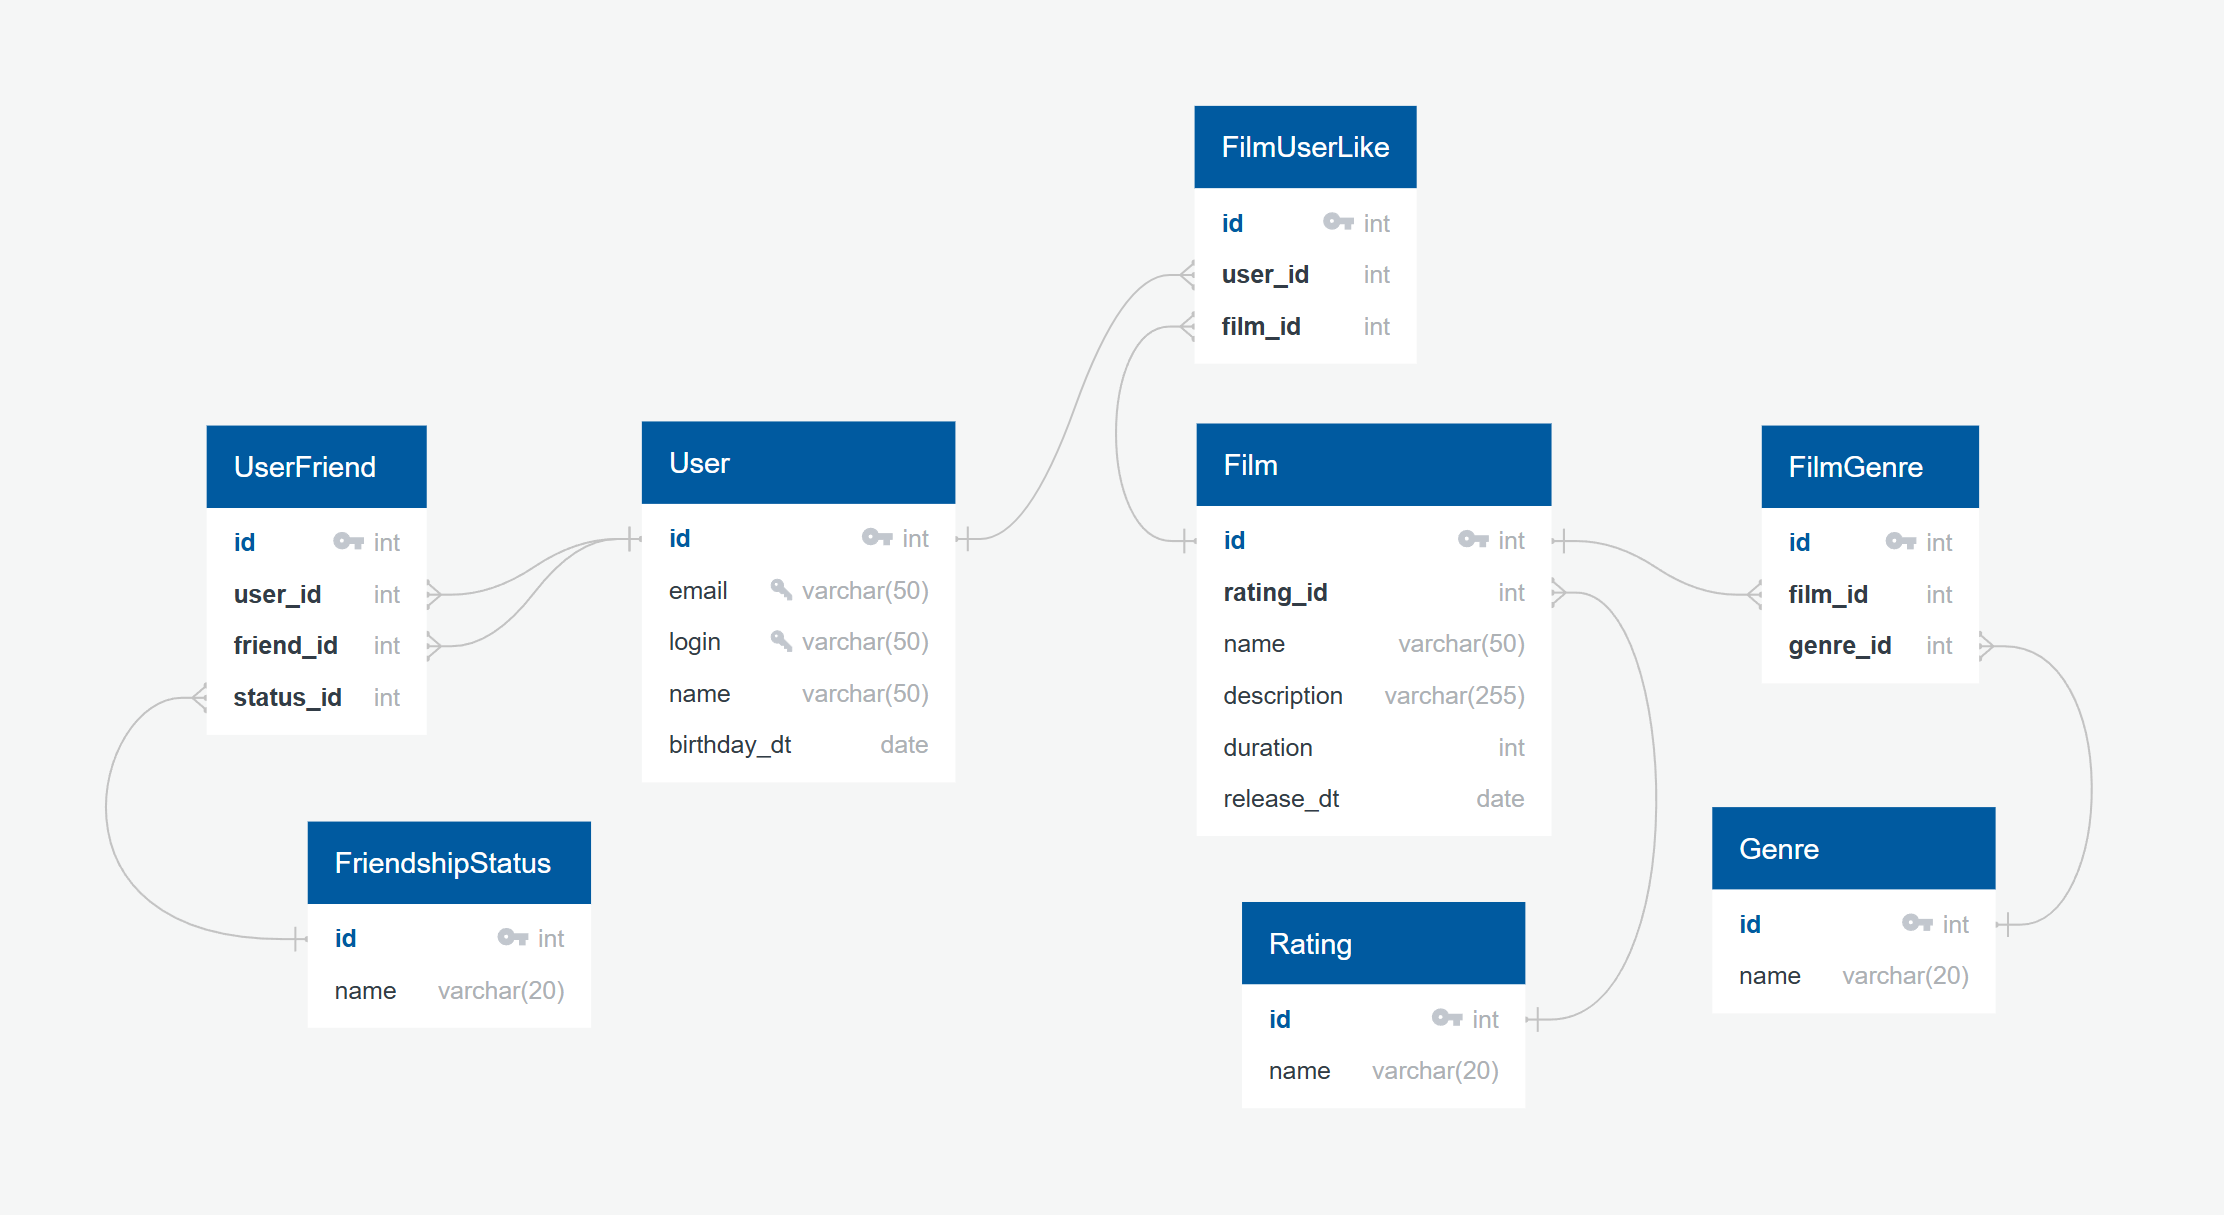 FilmUserLike
id int
user_id int
film_id int
UserFriend
id int
user_id int
friend_id int
status_id int
User
id int
email varchar(50)
login varchar(50)
name varchar(50)
birthday_dt date
Film
id int
rating_id int
name varchar(50)
description varchar(255)
duration int
release_dt date
FilmGenre
id int
film_id int
genre_id int
FriendshipStatus
id int
name varchar(20)
Rating
id int
name varchar(20)
Genre
id int
name varchar(20)